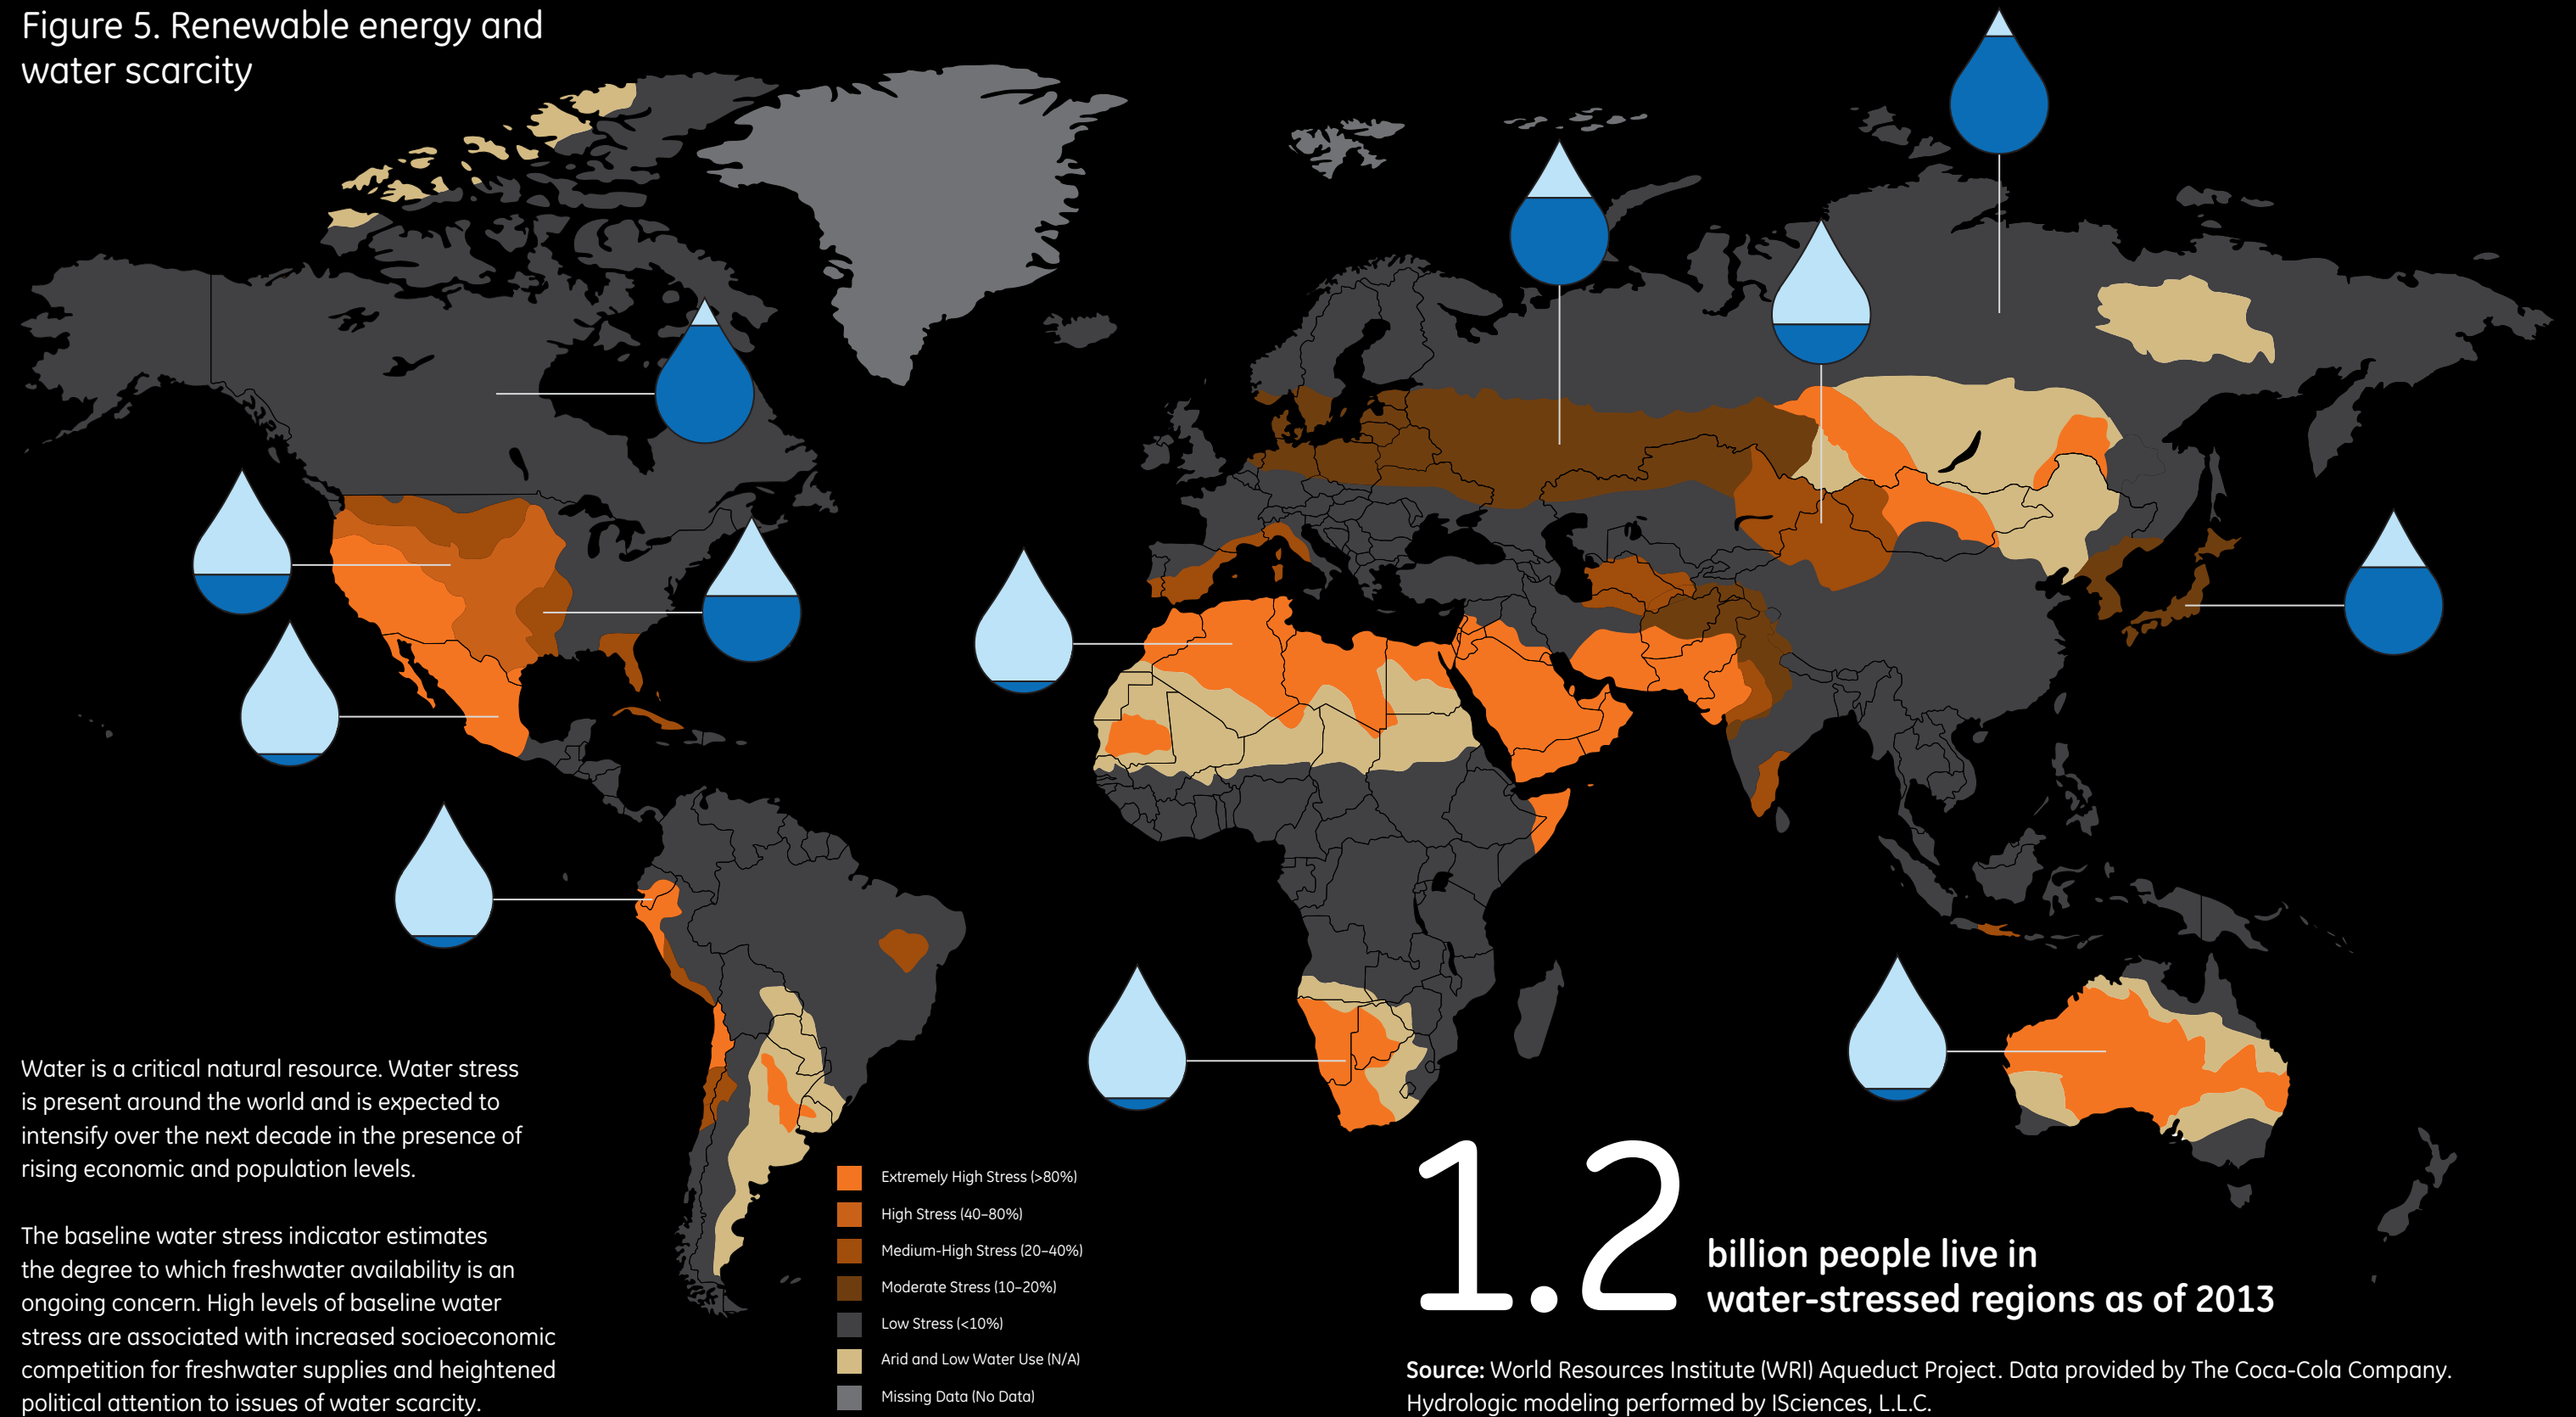 Figure 5. Renewable energy and
water scarcity
Water is a critical natural resource. Water stress
is present around the world and is expected to
intensify over the next decade in the presence of
rising economic and population levels.
The baseline water stress indicator estimates
the degree to which freshwater availability is an
ongoing concern. High levels of baseline water
stress are associated with increased socioeconomic
competition for freshwater supplies and heightened
political attention to issues of water scarcity.
Extremely High Stress (>80%)
High Stress (40–80%)
Medium-High Stress (20–40%)
Moderate Stress (10–20%)
Low Stress (<10%)
Arid and Low Water Use (N/A)
Missing Data (No Data)
1.2
billion people live in
water-stressed regions as of 2013
Source: World Resources Institute (WRI) Aqueduct Project. Data provided by The Coca-Cola Company.
Hydrologic modeling performed by ISciences, L.L.C.